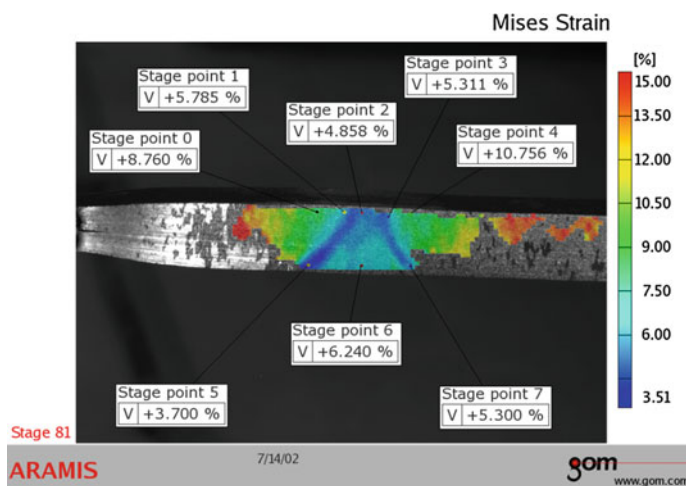 Mises Strain
[%]
15.00
13.50
12.00
10.50
9.00
7.50
6.00
3.51
Stage point 1
V +5.785 %
Stage point 3
V +5.311 %
Stage point 2
V +4.858 %
Stage point 0
V +8.760 %
Stage point 4
V +10.756 %
Stage point 6
V +6.240 %
Stage point 5
V +3.700 %
Stage point 7
V +5.300 %
Stage 81
7/14/02
ARAMIS
gom
www.gom.com